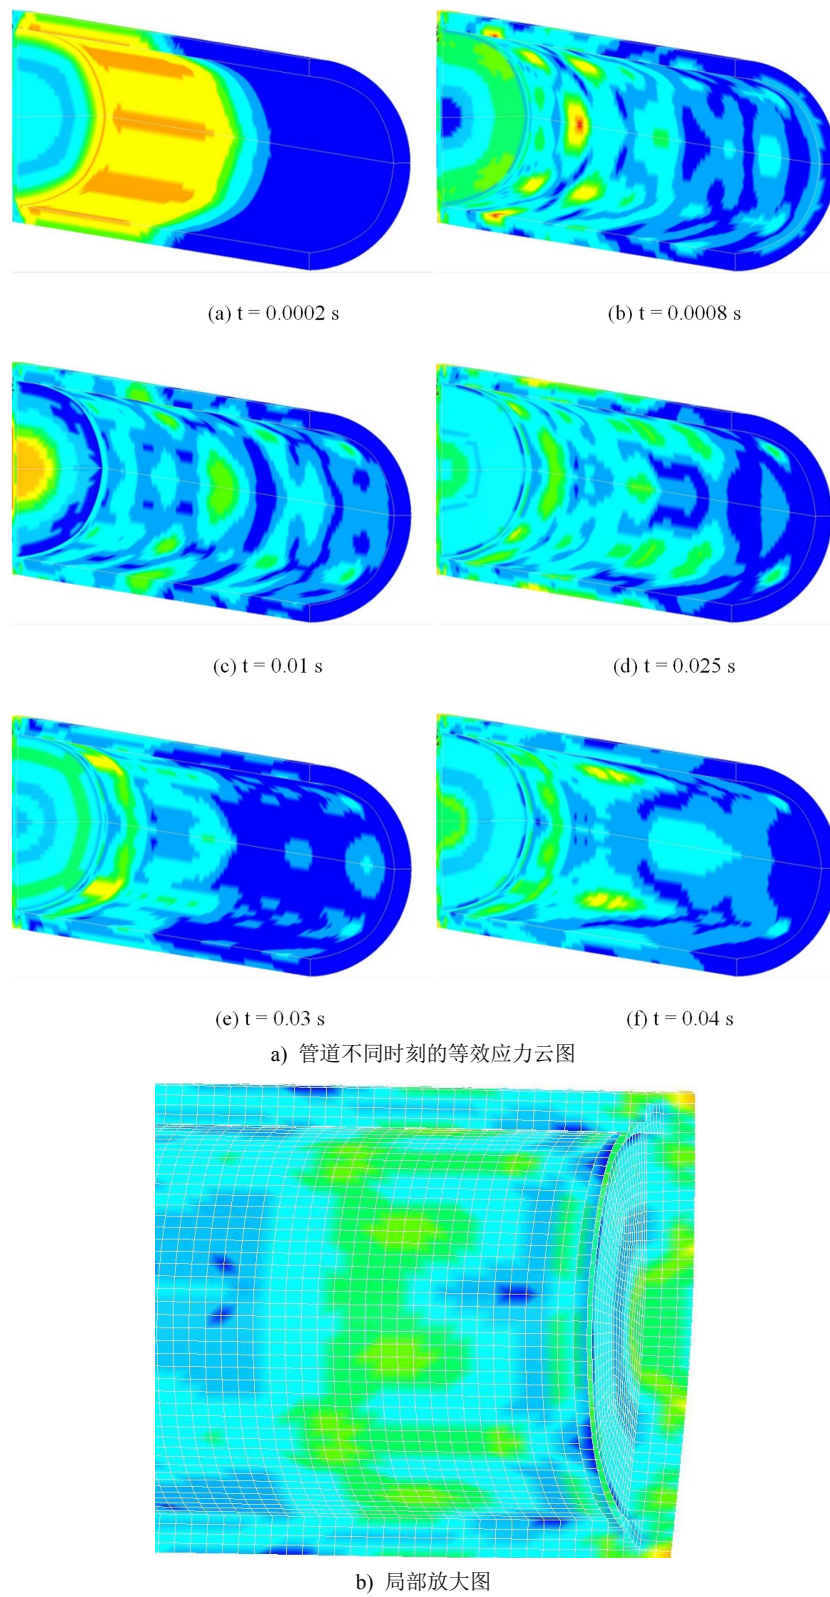 (a) t = 0.0002 s
(b) t = 0.0008 s
(c) t = 0.01 s
(d) t = 0.025 s
(e) t = 0.03 s
(f) t = 0.04 s
a) 管道不同时刻的等效应力云图
b) 局部放大图